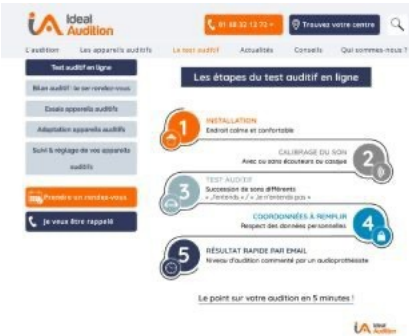 Ideal
Audition
01 48 32 13 73
Trouvez votre centre
L'audition
Les appareils auditifs
Le test auditif
Actualités
Conseils
Qui sommes-nous ?
Test auditif en ligne
Bilan auditif : le 1er rendez-vous
Essais appareils auditifs
Adaptation appareils auditifs
Suivi & réglage de vos appareils
auditifs
Prendre un rendez-vous
Je veux être rappelé
Les étapes du test auditif en ligne
1
INSTALLATION
Endroit calme et confortable
CALIBRAGE DU SON
Avec ou sans écouteurs ou casque
2
3
TEST AUDITIF
Succession de sons différents
« J'entends » / « Je n'entends pas »
COORDONNÉES À REMPLIR
Respect des données personnelles
4
5
RÉSULTAT RAPIDE PAR EMAIL
Niveau d'audition commenté par un audioprothésiste
Le point sur votre audition en 5 minutes !
Ideal
Audition